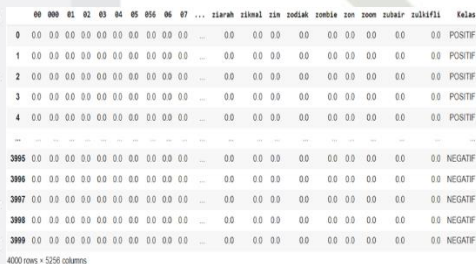 00 000 01 02 03 04 05 056 06 07 ... ziarah zikmal zim zodiak zombie zon zoom zubair zulkifli Kelas
0 0.0 0.0 0.0 0.0 0.0 0.0 0.0 0.0 0.0 0.0 ... 0.0 0.0 0.0 0.0 0.0 0.0 0.0 0.0 0.0 POSITIF
1 0.0 0.0 0.0 0.0 0.0 0.0 0.0 0.0 0.0 0.0 ... 0.0 0.0 0.0 0.0 0.0 0.0 0.0 0.0 0.0 POSITIF
2 0.0 0.0 0.0 0.0 0.0 0.0 0.0 0.0 0.0 0.0 ... 0.0 0.0 0.0 0.0 0.0 0.0 0.0 0.0 0.0 POSITIF
3 0.0 0.0 0.0 0.0 0.0 0.0 0.0 0.0 0.0 0.0 ... 0.0 0.0 0.0 0.0 0.0 0.0 0.0 0.0 0.0 POSITIF
4 0.0 0.0 0.0 0.0 0.0 0.0 0.0 0.0 0.0 0.0 ... 0.0 0.0 0.0 0.0 0.0 0.0 0.0 0.0 0.0 POSITIF
... ... ... ... ... ... ... ... ... ... ... ... ... ... ... ... ... ... ... ... ... ...
3995 0.0 0.0 0.0 0.0 0.0 0.0 0.0 0.0 0.0 0.0 ... 0.0 0.0 0.0 0.0 0.0 0.0 0.0 0.0 0.0 NEGATIF
3996 0.0 0.0 0.0 0.0 0.0 0.0 0.0 0.0 0.0 0.0 ... 0.0 0.0 0.0 0.0 0.0 0.0 0.0 0.0 0.0 NEGATIF
3997 0.0 0.0 0.0 0.0 0.0 0.0 0.0 0.0 0.0 0.0 ... 0.0 0.0 0.0 0.0 0.0 0.0 0.0 0.0 0.0 NEGATIF
3998 0.0 0.0 0.0 0.0 0.0 0.0 0.0 0.0 0.0 0.0 ... 0.0 0.0 0.0 0.0 0.0 0.0 0.0 0.0 0.0 NEGATIF
3999 0.0 0.0 0.0 0.0 0.0 0.0 0.0 0.0 0.0 0.0 ... 0.0 0.0 0.0 0.0 0.0 0.0 0.0 0.0 0.0 NEGATIF
4000 rows × 5256 columns